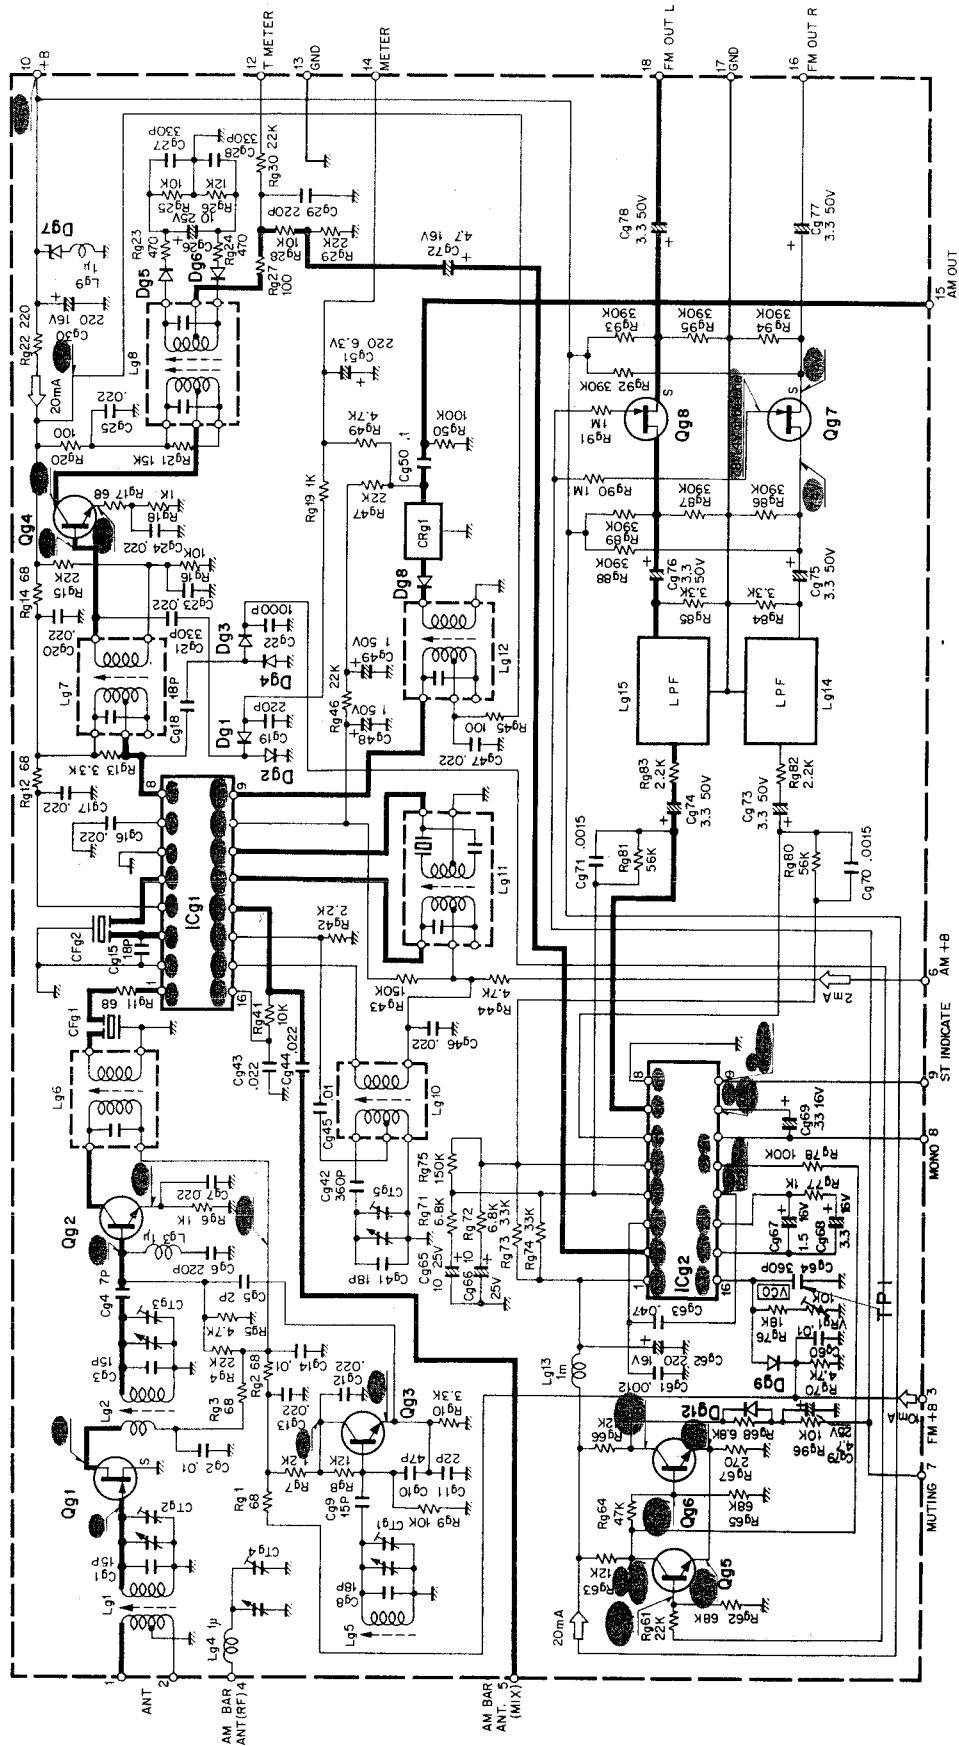 10
+B
12
T METER
13
GND
14
METER
18
FM OUT L
17
GND
16
FM OUT R
15
AM OUT
6
AM +B
9
ST INDICATE
8
MONO
3
FM +B
7
MUTING
1
ANT
2
AM BAR
ANT(RF)4
AM BAR
ANT. 5
(MIX)
Lg1
Cg1
15P
CTg2
Qg1
S
Cg2 .01
Lg2
Cg3
15P
CTg3
Cg4
7P
Qg2
Lg3 1μ
Cg6 220P
Rg6 1K
Cg7 .022
Cg5 2P
Rg5
4.7K
Rg4
22K
Rg3
68
Rg2 68
Cg14 .01
Rg1
68
Lg4 1μ
CTg4
Lg5
Cg8
18P
CTg1
Cg9
15P
Rg7
1.2K
Rg8
12K
Cg13
.022
Cg12
.022
Qg3
Rg10
3.3K
Cg10
47P
Cg11
22P
Rg9 10K
Lg6
CFg1
Rg11
68
Cg15
18P
CFg2
Cg16
.022
Cg17 .022
Rg12 68
Rg13 3.3K
ICg1
1
8
16
9
Lg7
Cg18
18P
Cg20
.022
Rg14 68
Rg15
22K
Cg21
330P
Cg23
.022
Rg16
10K
Qg4
Cg24 .022
Rg17 68
Rg18
1K
Rg20
100
Rg21 15K
Cg25
.022
20mA
Rg22 220
Cg30
220 16V
Lg9
1μ
Dg7
Lg8
Dg5
Dg6
Rg23
470
Rg24
470
Cg26
10 25V
Rg25
10K
Rg26
12K
Cg27
330P
Cg28
330P
Rg27
100
Rg28
10K
Rg29
22K
Cg29 220P
Rg30 22K
Cg72
4.7 16V
Dg1
Dg2
Cg19
220P
Dg3
Dg4
Cg22
1000P
Rg19 1K
Cg51
220 6.3V
Rg49
4.7K
Rg47
22K
Rg46
22K
Cg49
1 50V
Cg48
1 50V
CRg1
Cg50 .1
Rg50
100K
Dg8
Lg12
Rg45
100
Cg47 .022
Lg11
Rg42
2.2K
Rg41
10K
Cg43
.022
Cg44 .022
Cg45
.01
Rg43
150K
Rg44
4.7K
2mA
Cg46 .022
Lg10
Cg42
360P
CTg5
Cg41 18P
Rg75
150K
Rg71
6.8K
Rg72
6.8K
Cg65
10 25V
Cg66 10
25V
Rg73 33K
Rg74 33K
ICg2
1
8
16
9
Cg63
.047
Cg62
220
16V
Cg61
.0012
Lg13
1m
Cg64 360P
VCO
TP1
Rg76
18K
10K
Cg60
.01
Dg9
Rg70
4.7K
10mA
Cg67
1.5 16V
Cg68
3.3 16V
Rg77 1K
Rg78 100K
Cg69
33 16V
Rg66
Dg12
Rg68 6.8K
Rg67
270
Rg96
10K
Cg79
4.7
25V
Qg6
Rg64
47K
Rg65
68K
Qg5
Rg63
12K
Rg61
22K
Rg62
68K
20mA
Cg71 .0015
Rg81
56K
Cg74
3.3 50V
Rg83
2.2K
Cg73
3.3 50V
Rg82
2.2K
Rg80
56K
Cg70 .0015
LPF
Lg15
LPF
Lg14
Rg85
3.3K
Rg84
3.3K
Cg76
3.3
50V
Cg75
3.3 50V
Rg88
390K
Rg89
390K
Rg87
390K
Rg86
390K
Rg90
1M
Rg91
1M
Qg8
S
Qg7
S
Rg92
390K
Rg93
390K
Rg95
390K
Rg94
390K
Cg78
3.3 50V
Cg77
3.3 50V